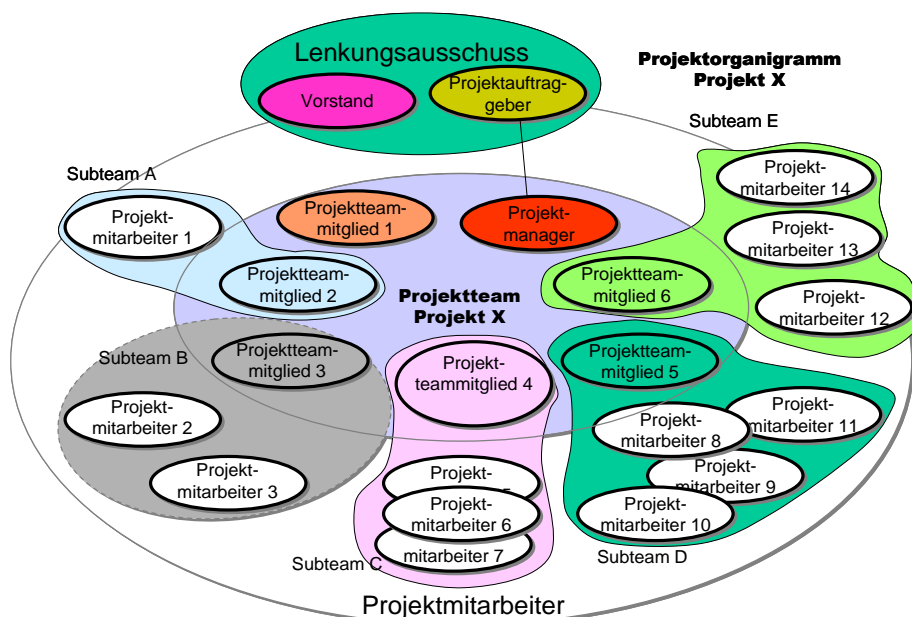 Lenkungsausschuss
Vorstand
Projektauftrag-
geber
Projektorganigramm
Projekt X
Subteam E
Projekt-
mitarbeiter 14
Projekt-
mitarbeiter 13
Projekt-
mitarbeiter 12
Subteam A
Projekt-
mitarbeiter 1
Projektteam-
mitglied 1
Projekt-
manager
Projektteam-
mitglied 2
Projektteam-
mitglied 6
Projektteam
Projekt X
Subteam B
Projektteam-
mitglied 3
Projekt-
mitarbeiter 2
Projekt-
mitarbeiter 3
Projekt-
teammitglied 4
Projektteam-
mitglied 5
Projekt-
mitarbeiter 11
Projekt-
mitarbeiter 8
Projekt-
mitarbeiter 9
Projekt-
mitarbeiter 10
Subteam D
Projekt-
Projekt-
mitarbeiter 6
mitarbeiter 7
Subteam C
Projektmitarbeiter